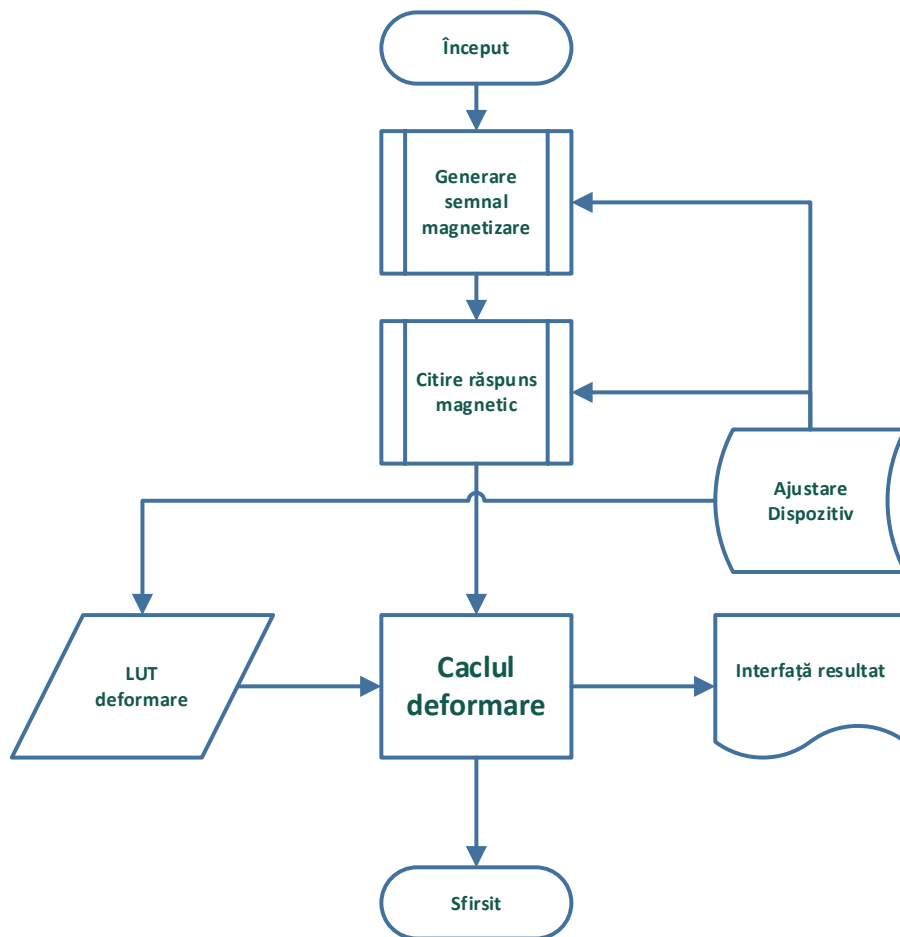 Început
Generare
semnal
magnetizare
Citire răspuns
magnetic
Ajustare
Dispozitiv
LUT
deformare
Caclul
deformare
Interfață resultat
Sfirsit